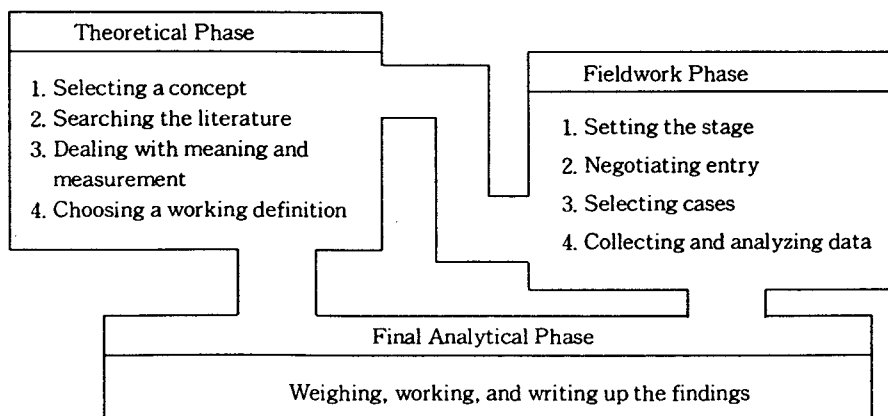 Theoretical Phase
1. Selecting a concept
2. Searching the literature
3. Dealing with meaning and
measurement
4. Choosing a working definition
Fieldwork Phase
1. Setting the stage
2. Negotiating entry
3. Selecting cases
4. Collecting and analyzing data
Final Analytical Phase
Weighing, working, and writing up the findings